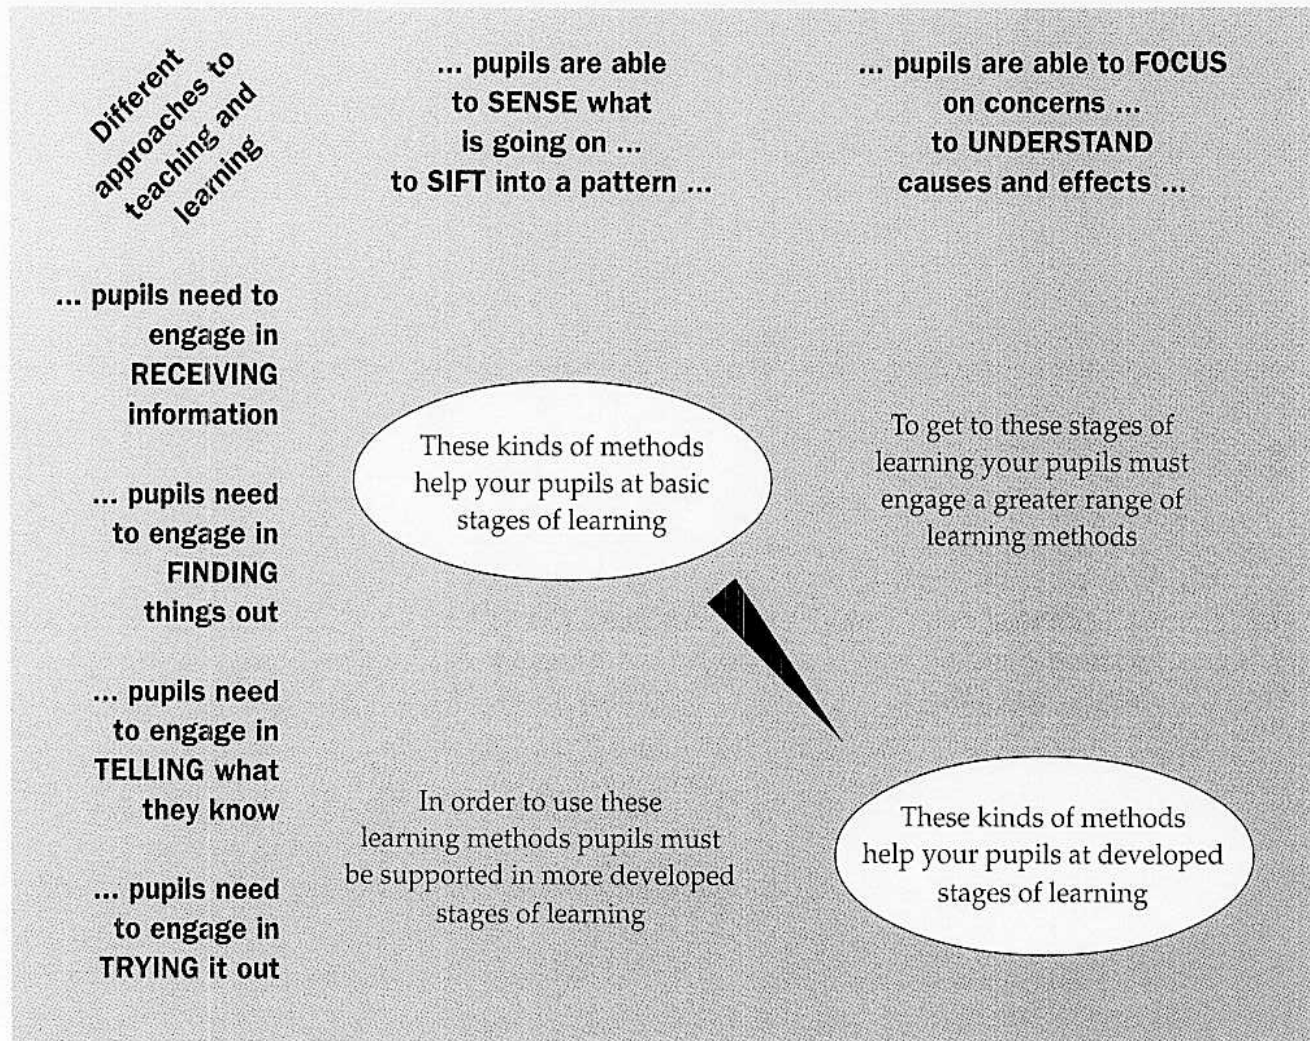 Different
approaches to
teaching and
learning
... pupils are able
to SENSE what
is going on ...
to SIFT into a pattern ...
... pupils are able to FOCUS
on concerns ...
to UNDERSTAND
causes and effects ...
... pupils need to
engage in
RECEIVING
information
... pupils need
to engage in
FINDING
things out
... pupils need
to engage in
TELLING what
they know
... pupils need
to engage in
TRYING it out
These kinds of methods
help your pupils at basic
stages of learning
To get to these stages of
learning your pupils must
engage a greater range of
learning methods
In order to use these
learning methods pupils must
be supported in more developed
stages of learning
These kinds of methods
help your pupils at developed
stages of learning